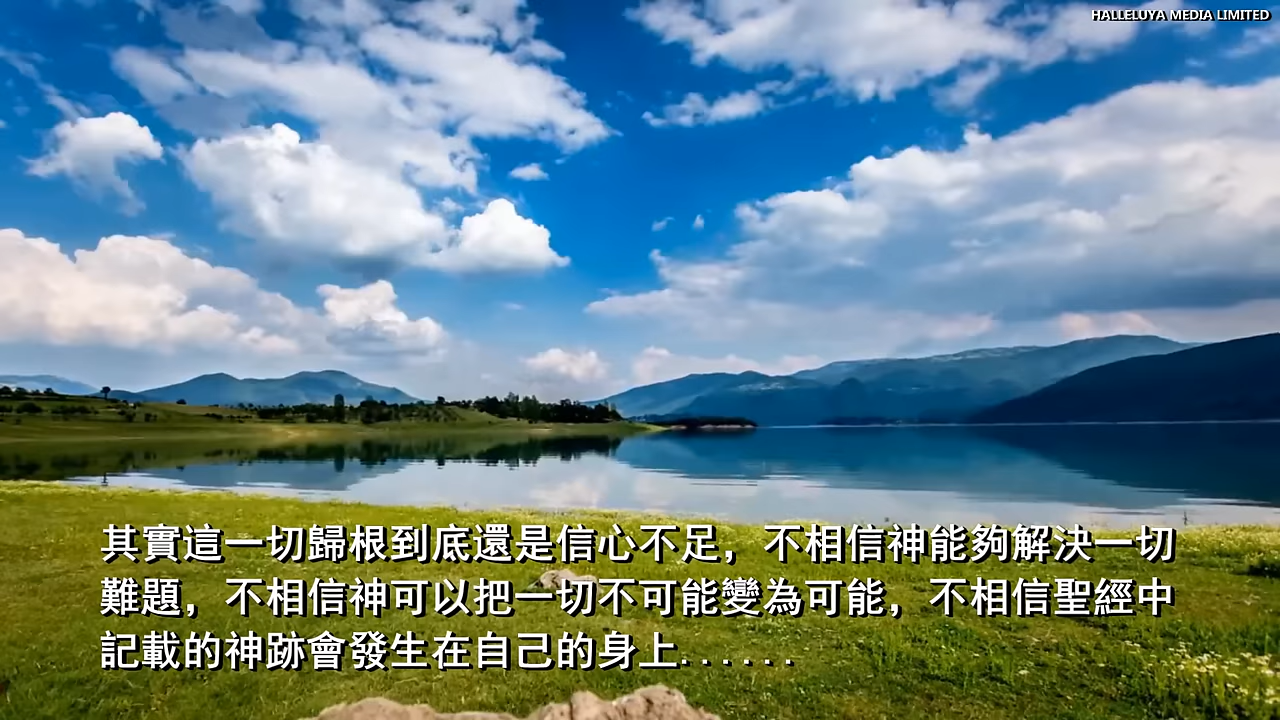 HALLELUYA MEDIA LIMITED
其實這一切歸根到底還是信心不足，不相信神能夠解決一切
難題，不相信神可以把一切不可能變為可能，不相信聖經中
記載的神跡會發生在自己的身上......